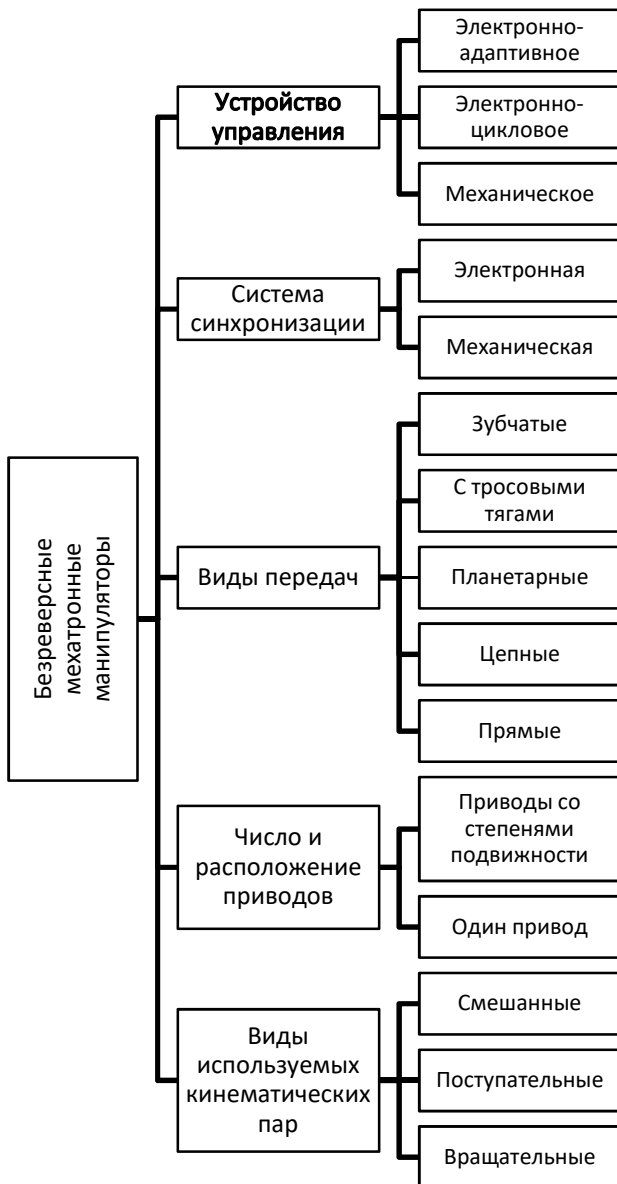 Безреверсные
мехатронные
манипуляторы
Устройство
управления
Электронно-
адаптивное
Электронно-
цикловое
Механическое
Система
синхронизации
Электронная
Механическая
Виды передач
Зубчатые
С тросовыми
тягами
Планетарные
Цепные
Прямые
Число и
расположение
приводов
Приводы со
степенями
подвижности
Один привод
Виды
используемых
кинематических
пар
Смешанные
Поступательные
Вращательные